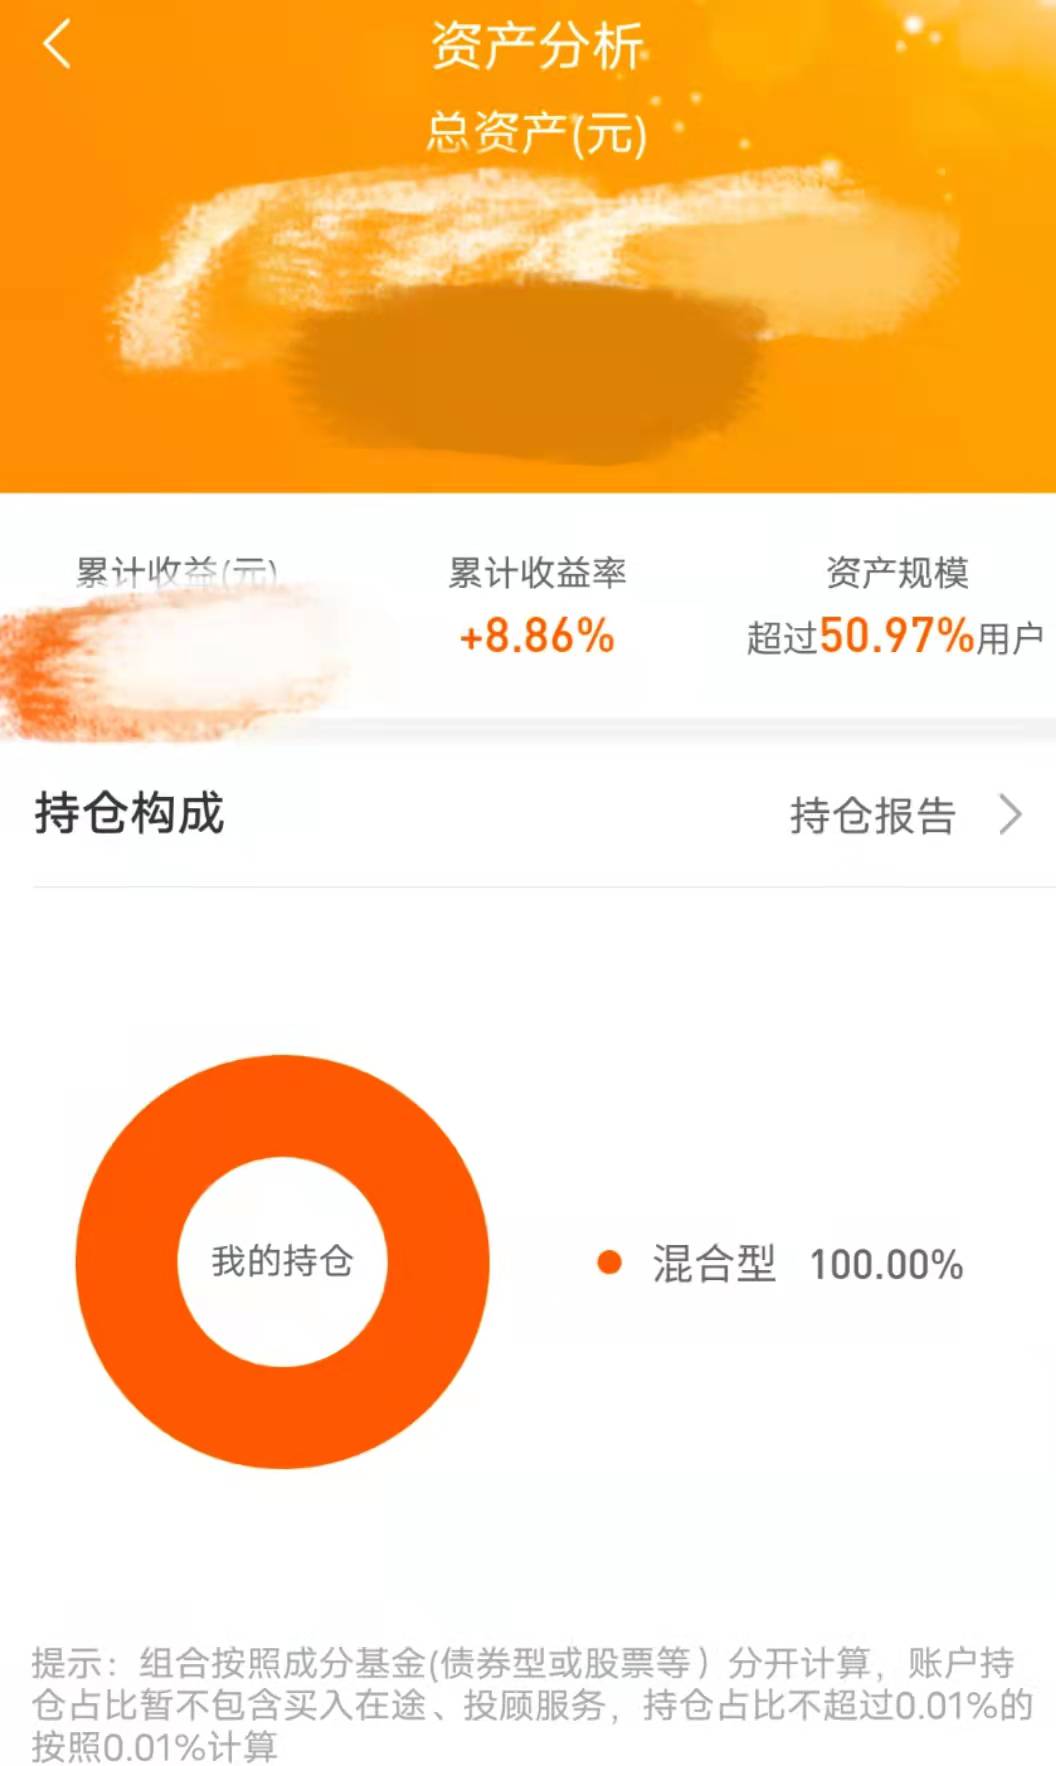 资产分析
总资产(元)
累计收益(元) 累计收益率 资产规模
+8.86% 超过50.97%用户
持仓构成 持仓报告
我的持仓 混合型 100.00%
提示：组合按照成分基金(债券型或股票等）分开计算，账户持
仓占比暂不包含买入在途、投顾服务，持仓占比不超过0.01%的
按照0.01%计算